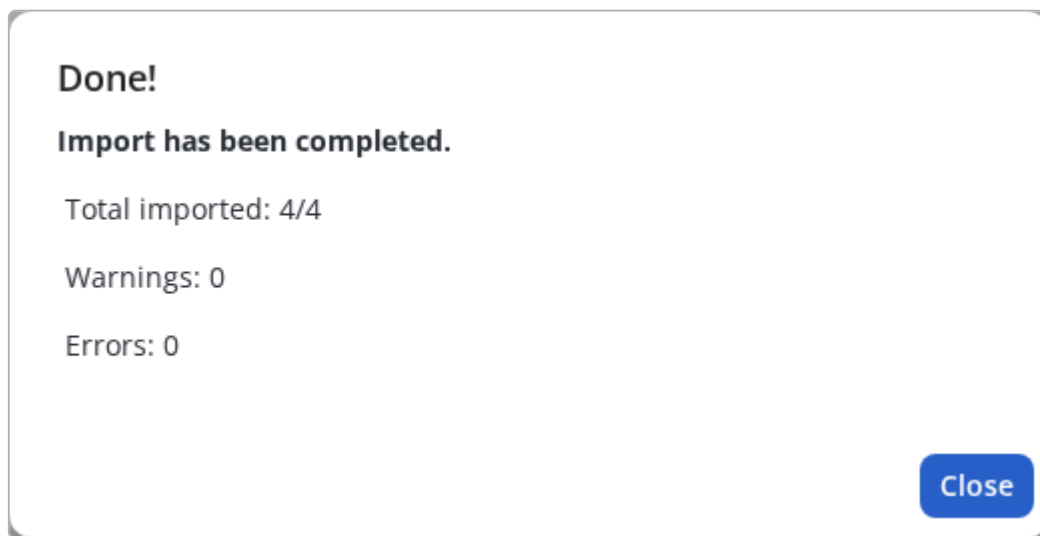 Done!
Import has been completed.
Total imported: 4/4
Warnings: 0
Errors: 0
Close